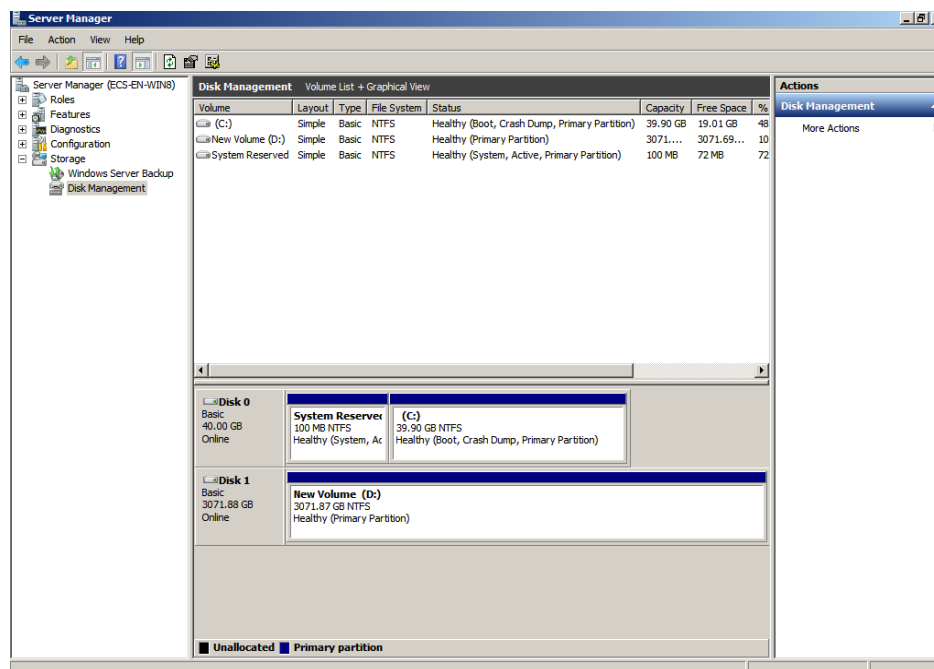 Server Manager
File Action View Help
Server Manager (ECS-EN-WIN8)
Roles
Features
Diagnostics
Configuration
Storage
Windows Server Backup
Disk Management
Disk Management Volume List + Graphical View
Volume Layout Type File System Status Capacity Free Space %
(C:) Simple Basic NTFS Healthy (Boot, Crash Dump, Primary Partition) 39.90 GB 19.01 GB 48
New Volume (D:) Simple Basic NTFS Healthy (Primary Partition) 3071.... 3071.69... 10
System Reserved Simple Basic NTFS Healthy (System, Active, Primary Partition) 100 MB 72 MB 72
Disk 0
Basic
40.00 GB
Online
System Reserved
100 MB NTFS
Healthy (System, Ac
(C:)
39.90 GB NTFS
Healthy (Boot, Crash Dump, Primary Partition)
Disk 1
Basic
3071.88 GB
Online
New Volume (D:)
3071.87 GB NTFS
Healthy (Primary Partition)
Unallocated Primary partition
Actions
Disk Management
More Actions